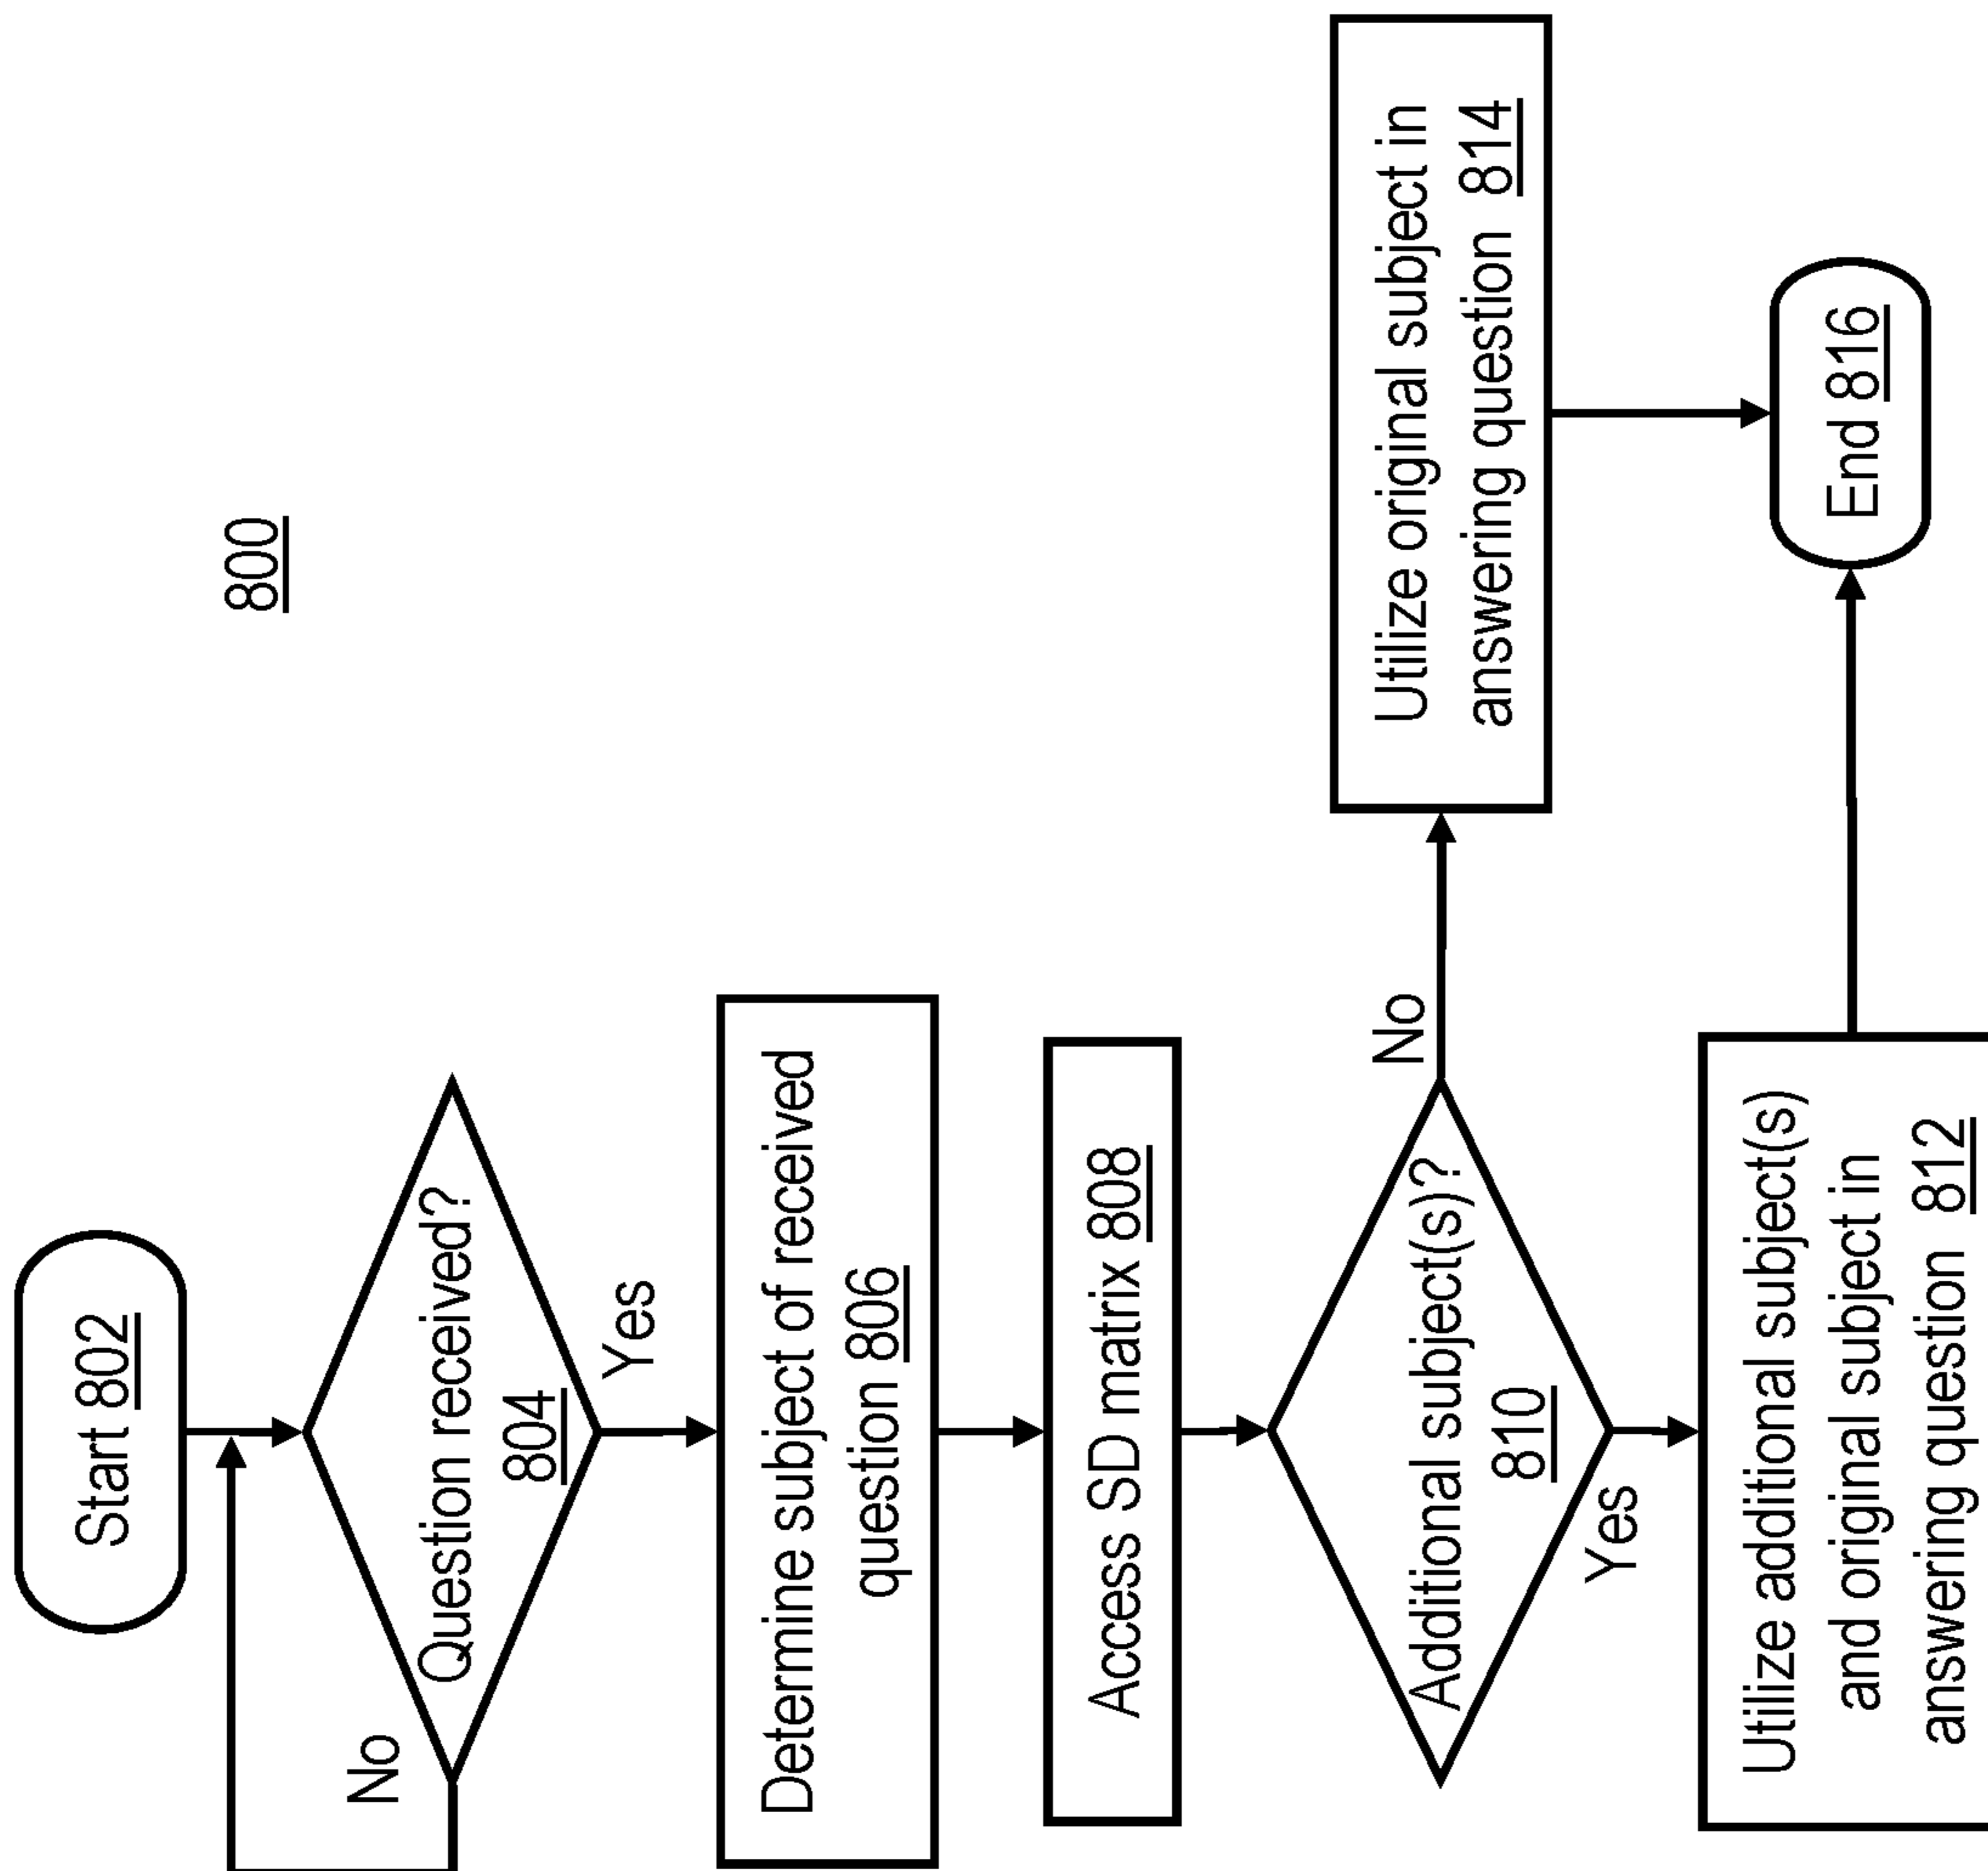 800
Start 802
No
Question received?
804
Yes
Determine subject of received
question 806
Access SD matrix 808
No
Additional subject(s)?
810
Yes
Utilize original subject in
answering question 814
Utilize additional subject(s)
and original subject in
answering question 812
End 816